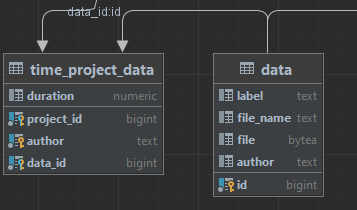 data_id:id
time_project_data
duration numeric
project_id bigint
author text
data_id bigint
data
label text
file_name text
file bytea
author text
id bigint